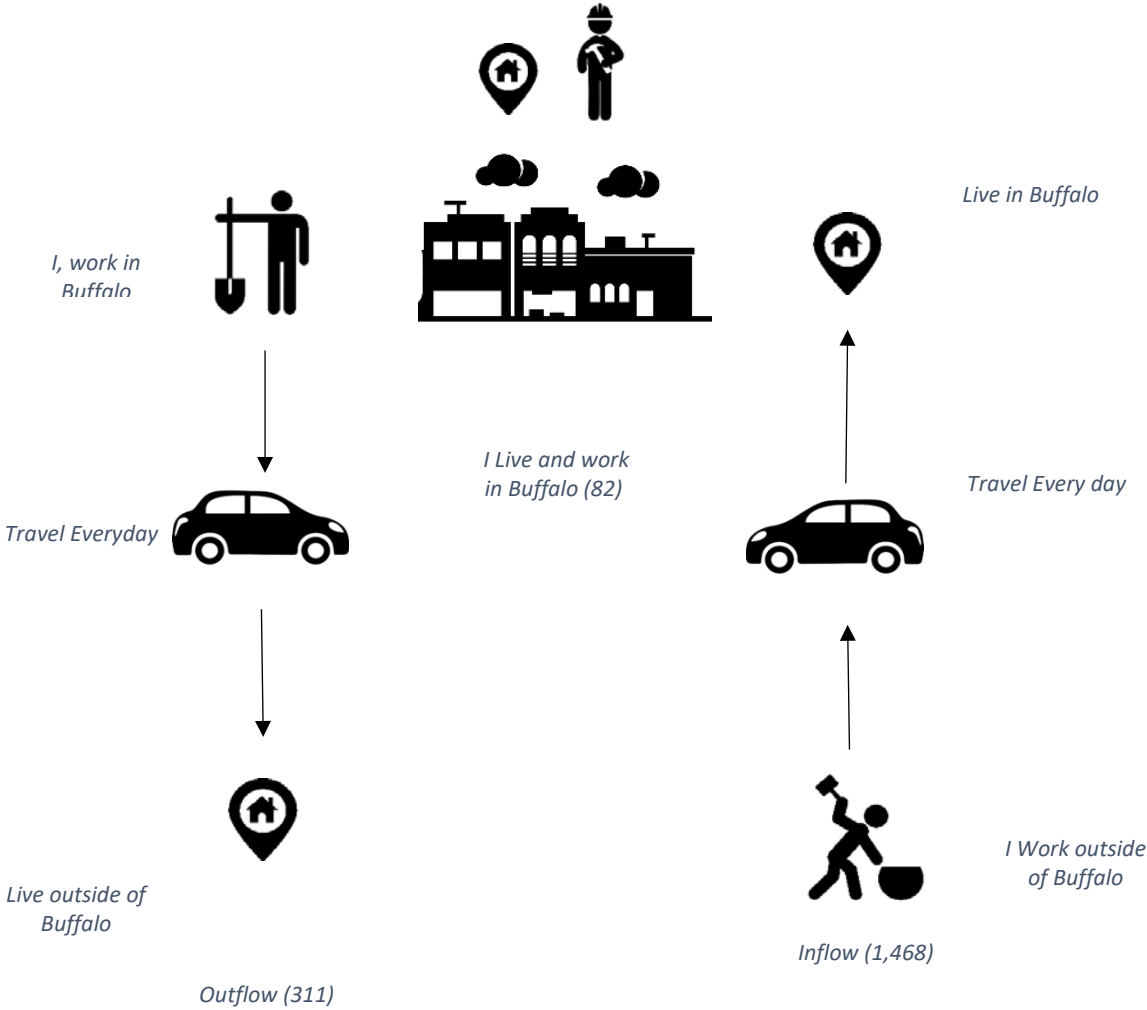 Live in Buffalo
I, work in
Buffalo
I Live and work
in Buffalo (82)
Travel Every day
Travel Everyday
I Work outside
of Buffalo
Live outside of
Buffalo
Inflow (1,468)
Outflow (311)